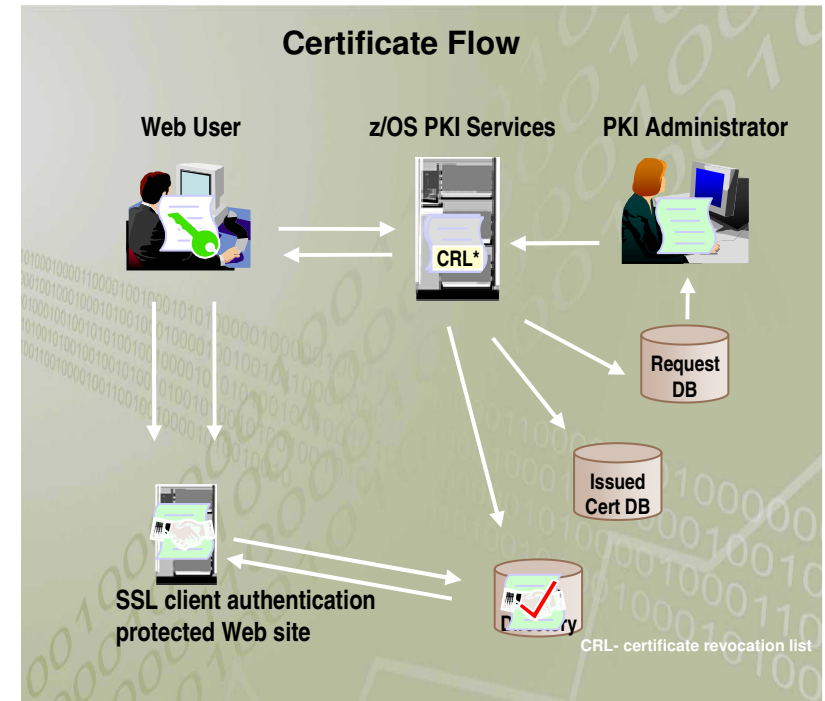 Certificate Flow
Web User
z/OS PKI Services
PKI Administrator
CRL*
Request
DB
Issued
Cert DB
SSL client authentication
protected Web site
CRL- certificate revocation list